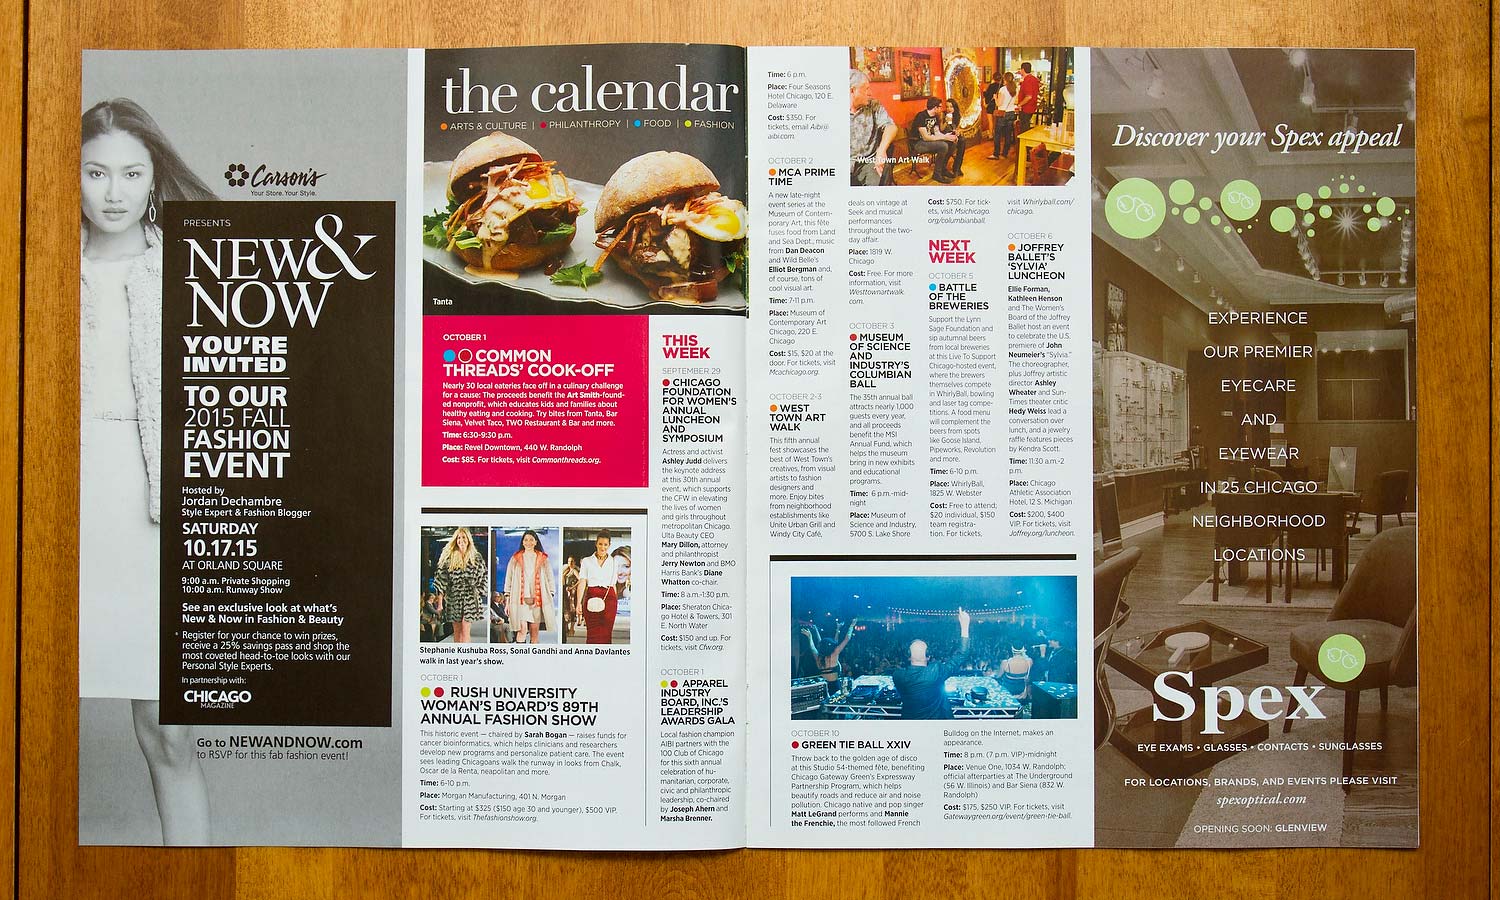 Carson's
Your Store. Your Style.
PRESENTS
NEW&
NOW
YOU'RE
INVITED
TO OUR
2015 FALL
FASHION
EVENT
Hosted by
Jordan Dechambre
Style Expert & Fashion Blogger
SATURDAY
10.17.15
AT ORLAND SQUARE
9:00 a.m. Private Shopping
10:00 a.m. Runway Show
See an exclusive look at what's
New & Now in Fashion & Beauty
* Register for your chance to win prizes,
receive a 25% savings pass and shop the
most coveted head-to-toe looks with our
Personal Style Experts.
In partnership with:
CHICAGO
MAGAZINE
Go to NEWANDNOW.com
to RSVP for this fab fashion event!
the calendar
ARTS & CULTURE | PHILANTHROPY | FOOD | FASHION
Tanta
OCTOBER 1
COMMON
THREADS' COOK-OFF
Nearly 30 local eateries face off in a culinary challenge
for a cause: The proceeds benefit the Art Smith-found-
ed nonprofit, which educates kids and families about
healthy eating and cooking. Try bites from Tanta, Bar
Siena, Velvet Taco, TWO Restaurant & Bar and more.
Time: 6:30-9:30 p.m.
Place: Revel Downtown, 440 W. Randolph
Cost: $85. For tickets, visit Commonthreads.org.
Stephanie Kushuba Ross, Sonal Gandhi and Anna Davlantes
walk in last year's show.
OCTOBER 1
RUSH UNIVERSITY
WOMAN'S BOARD'S 89TH
ANNUAL FASHION SHOW
This historic event — chaired by Sarah Bogan — raises funds for
cancer bioinformatics, which helps clinicians and researchers
develop new programs and personalize patient care. The event
sees leading Chicagoans walk the runway in looks from Chalk,
Oscar de la Renta, neapolitan and more.
Time: 6-10 p.m.
Place: Morgan Manufacturing, 401 N. Morgan
Cost: Starting at $325 ($150 age 30 and younger), $500 VIP.
For tickets, visit Thefashionshow.org.
THIS
WEEK
SEPTEMBER 29
CHICAGO
FOUNDATION
FOR WOMEN'S
ANNUAL
LUNCHEON
AND
SYMPOSIUM
Actress and activist
Ashley Judd delivers
the keynote address
at this 30th annual
event, which supports
the CFW in elevating
the lives of women
and girls throughout
metropolitan Chicago.
Ulta Beauty CEO
Mary Dillon, attorney
and philanthropist
Jerry Newton and BMO
Harris Bank's Diane
Whatton co-chair.
Time: 8 a.m.-1:30 p.m.
Place: Sheraton Chica-
go Hotel & Towers, 301
E. North Water
Cost: $150 and up. For
tickets, visit Cfw.org.
OCTOBER 1
APPAREL
INDUSTRY
BOARD, INC.'S
LEADERSHIP
AWARDS GALA
Local fashion champion
AIBI partners with the
100 Club of Chicago
for this sixth annual
celebration of hu-
manitarian, corporate,
civic and philanthropic
leadership, co-chaired
by Joseph Ahern and
Marsha Brenner.
Time: 6 p.m.
Place: Four Seasons
Hotel Chicago, 120 E.
Delaware
Cost: $350. For
tickets, email Aibi@
aibi.com.
OCTOBER 2
MCA PRIME
TIME
A new late-night
event series at the
Museum of Contem-
porary Art, this fête
fuses food from Land
and Sea Dept., music
from Dan Deacon
and Wild Belle's
Elliot Bergman and,
of course, tons of
cool visual art.
Time: 7-11 p.m.
Place: Museum of
Contemporary Art
Chicago, 220 E.
Chicago
Cost: $15, $20 at the
door. For tickets, visit
Mcachicago.org.
OCTOBER 2-3
WEST
TOWN ART
WALK
This fifth annual
fest showcases the
best of West Town's
creatives, from visual
artists to fashion
designers and
more. Enjoy bites
from neighborhood
establishments like
Unite Urban Grill and
Windy City Café,
West Town Art Walk
deals on vintage at
Seek and musical
performances
throughout the two-
day affair.
Place: 1819 W.
Chicago
Cost: Free. For more
information, visit
Westtownartwalk.
com.
OCTOBER 3
MUSEUM
OF SCIENCE
AND
INDUSTRY'S
COLUMBIAN
BALL
The 35th annual ball
attracts nearly 1,000
guests every year,
and all proceeds
benefit the MSI
Annual Fund, which
helps the museum
bring in new exhibits
and educational
programs.
Time: 6 p.m.-mid-
night
Place: Museum of
Science and Industry,
5700 S. Lake Shore
Cost: $750. For tick-
ets, visit Msichicago.
org/columbianball.
NEXT
WEEK
OCTOBER 5
BATTLE
OF THE
BREWERIES
Support the Lynn
Sage Foundation and
sip autumnal beers
from local breweries
at this Live To Support
Chicago-hosted event,
where the brewers
themselves compete
in WhirlyBall, bowling
and laser tag compe-
titions. A food menu
will complement the
beers from spots
like Goose Island,
Pipeworks, Revolution
and more.
Time: 6-10 p.m.
Place: WhirlyBall,
1825 W. Webster
Cost: Free to attend;
$20 individual, $150
team registra-
tion. For tickets,
visit Whirlyball.com/
chicago.
OCTOBER 6
JOFFREY
BALLET'S
'SYLVIA'
LUNCHEON
Ellie Forman,
Kathleen Henson
and The Women's
Board of the Joffrey
Ballet host an event
to celebrate the U.S.
premiere of John
Neumeier's "Sylvia."
The choreographer,
plus Joffrey artistic
director Ashley
Wheater and Sun-
Times theater critic
Hedy Weiss lead a
conversation over
lunch, and a jewelry
raffle features pieces
by Kendra Scott.
Time: 11:30 a.m.-2
p.m.
Place: Chicago
Athletic Association
Hotel, 12 S. Michigan
Cost: $200, $400
VIP. For tickets, visit
Joffrey.org/luncheon.
OCTOBER 10
GREEN TIE BALL XXIV
Throw back to the golden age of disco
at this Studio 54-themed fête, benefiting
Chicago Gateway Green's Expressway
Partnership Program, which helps
beautify roads and reduce air and noise
pollution. Chicago native and pop singer
Matt LeGrand performs and Mannie
the Frenchie, the most followed French
Bulldog on the Internet, makes an
appearance.
Time: 8 p.m. (7 p.m. VIP)-midnight
Place: Venue One, 1034 W. Randolph;
official afterparties at The Underground
(56 W. Illinois) and Bar Siena (832 W.
Randolph)
Cost: $175, $250 VIP. For tickets, visit
Gatewaygreen.org/event/green-tie-ball.
Discover your Spex appeal
EXPERIENCE
OUR PREMIER
EYECARE
AND
EYEWEAR
IN 25 CHICAGO
NEIGHBORHOOD
LOCATIONS
Spex
EYE EXAMS • GLASSES • CONTACTS • SUNGLASSES
FOR LOCATIONS, BRANDS, AND EVENTS PLEASE VISIT
spexoptical.com
OPENING SOON: GLENVIEW